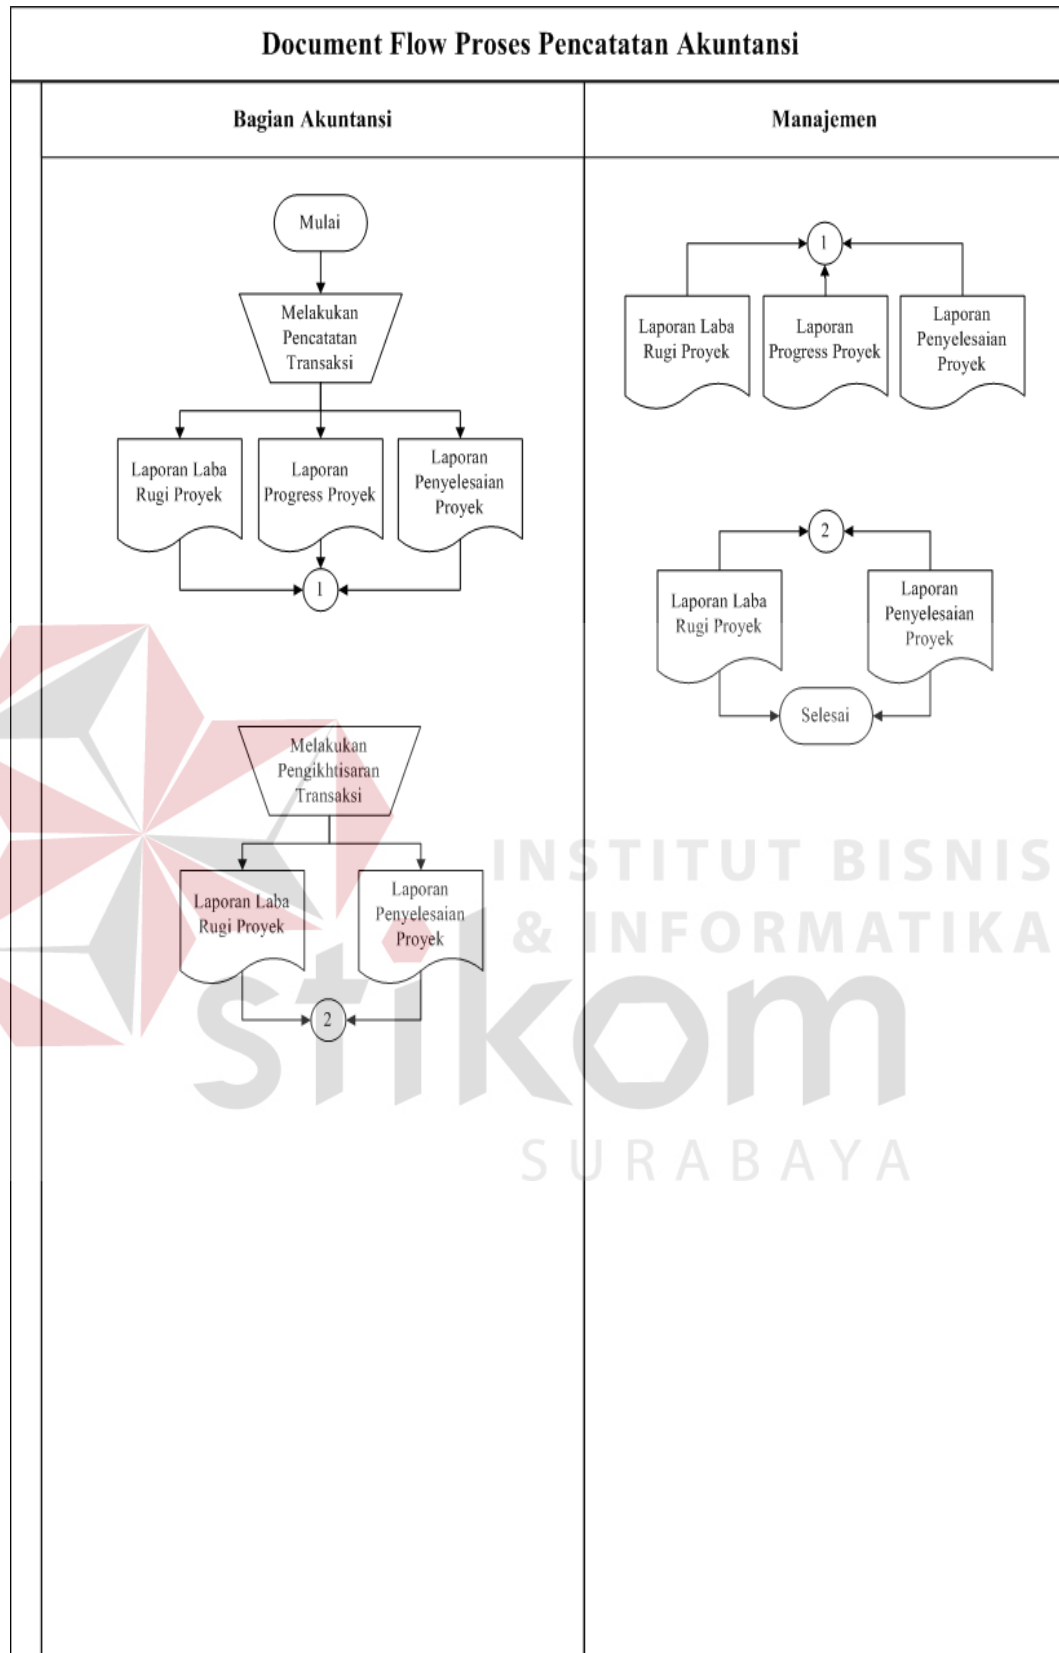 Document Flow Proses Pencatatan Akuntansi
Bagian Akuntansi
Manajemen
Mulai
Melakukan
Pencatatan
Transaksi
Laporan Laba
Rugi Proyek
Laporan
Progress Proyek
Laporan
Penyelesaian
Proyek
1
Melakukan
Pengikhtisaran
Transaksi
Laporan Laba
Rugi Proyek
Laporan
Penyelesaian
Proyek
2
1
Laporan Laba
Rugi Proyek
Laporan
Progress Proyek
Laporan
Penyelesaian
Proyek
2
Laporan Laba
Rugi Proyek
Laporan
Penyelesaian
Proyek
Selesai
INSTITUT BISNIS
& INFORMATIKA
stikom
SURABAYA